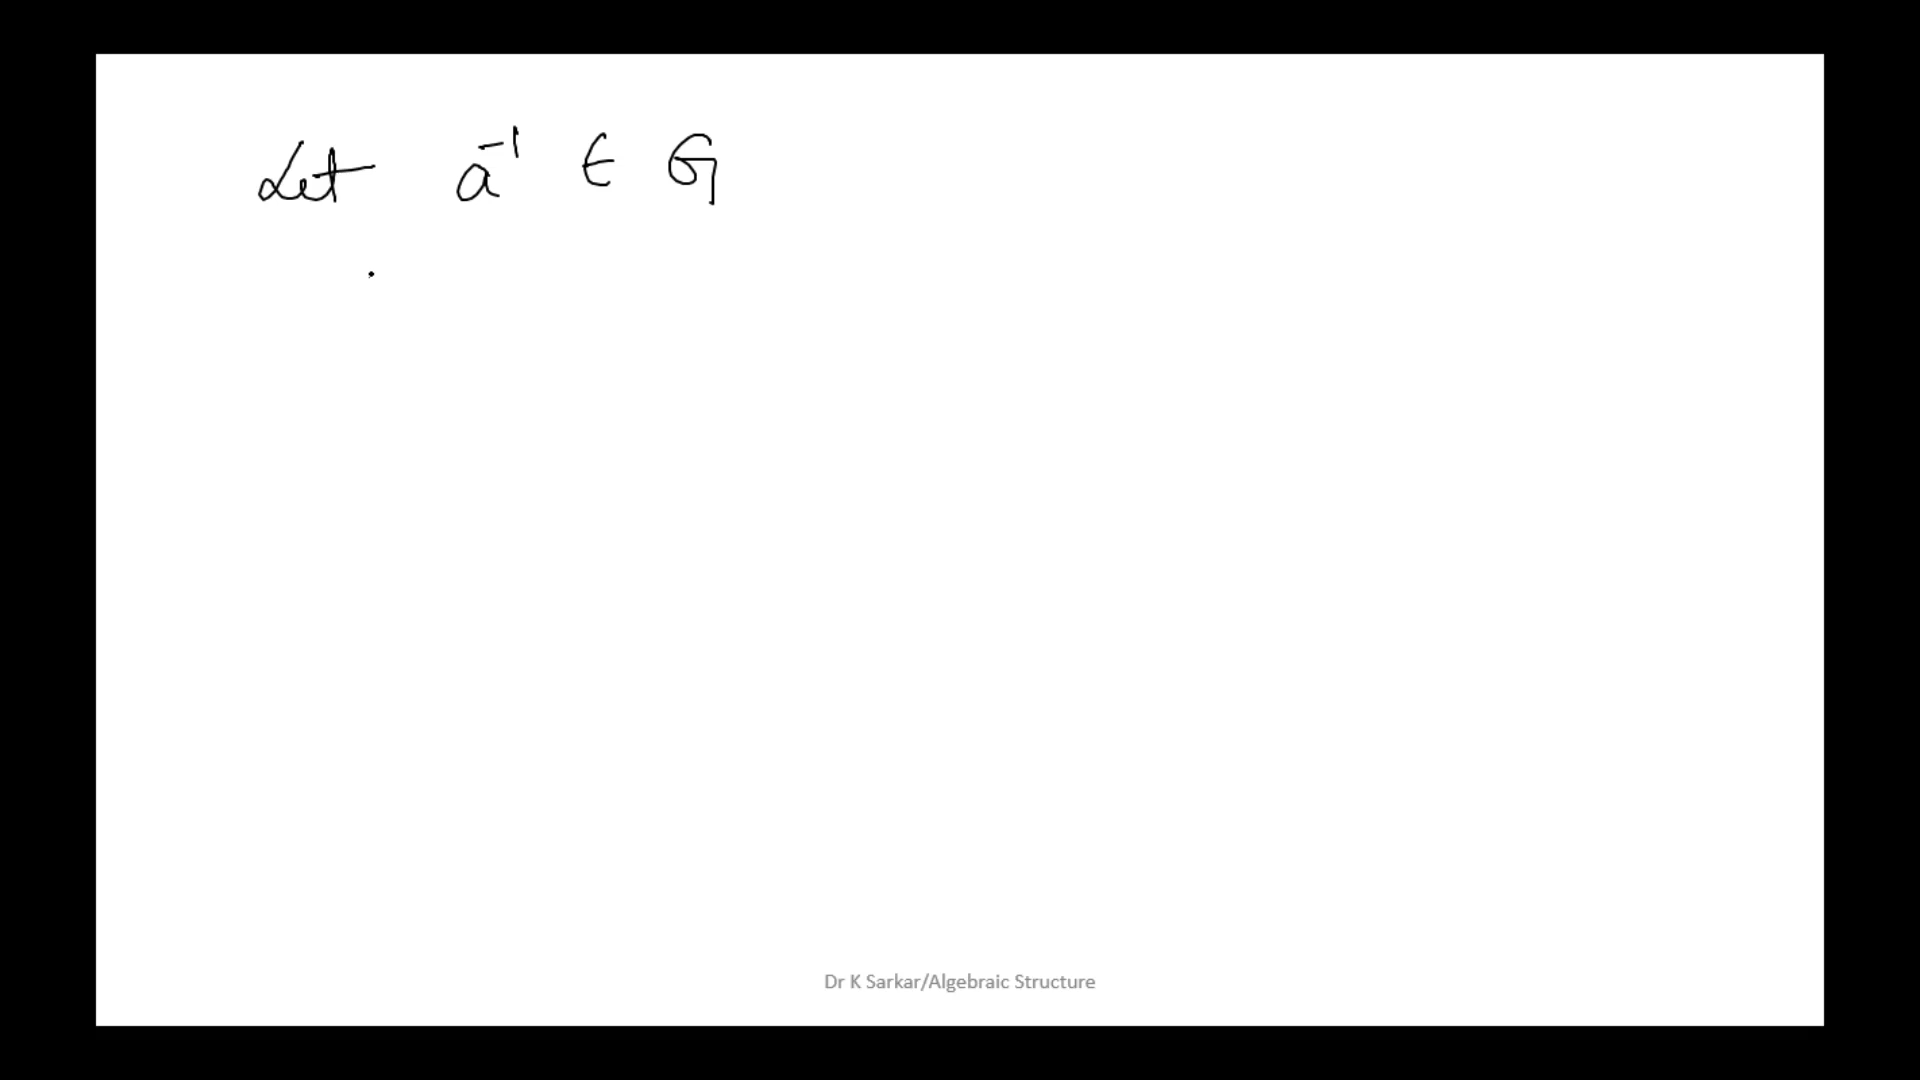 Let a⁻¹ ∈ G
.
Dr K Sarkar/Algebraic Structure